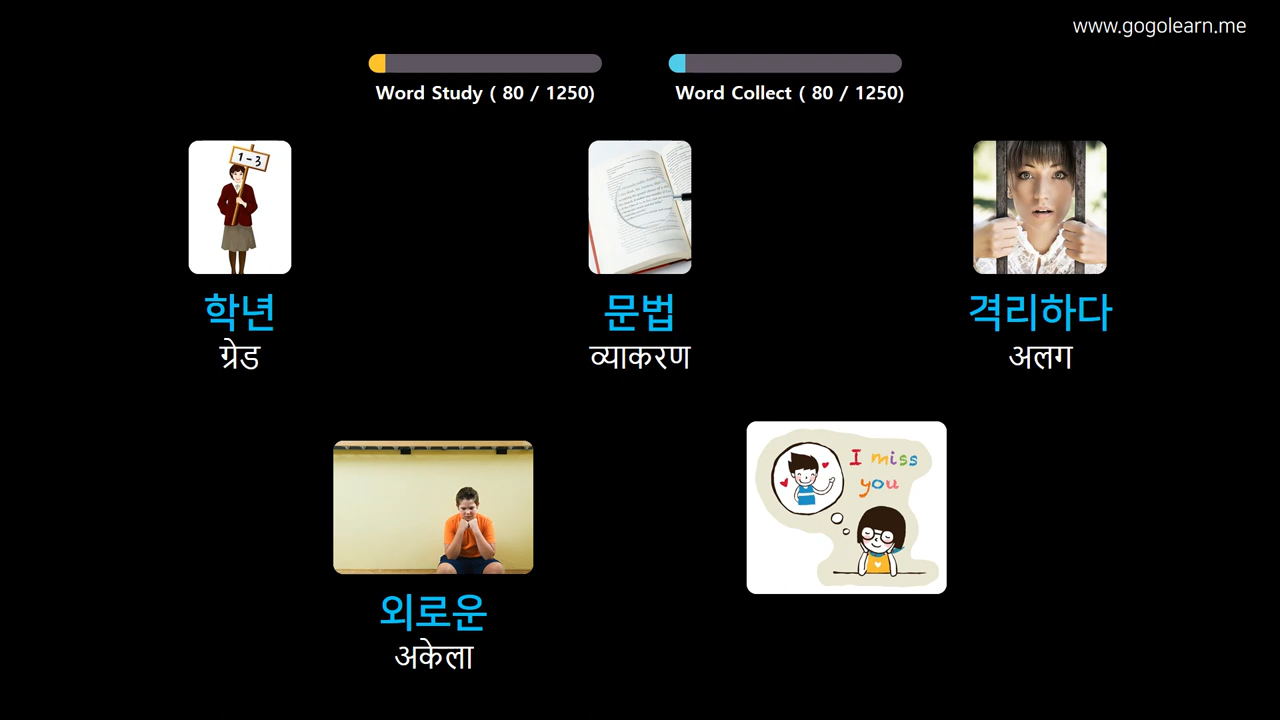 www.gogolearn.me
Word Study ( 80 / 1250)
Word Collect ( 80 / 1250)
1-3
학년
ग्रेड
문법
व्याकरण
격리하다
अलग
I miss
you
외로운
अकेला